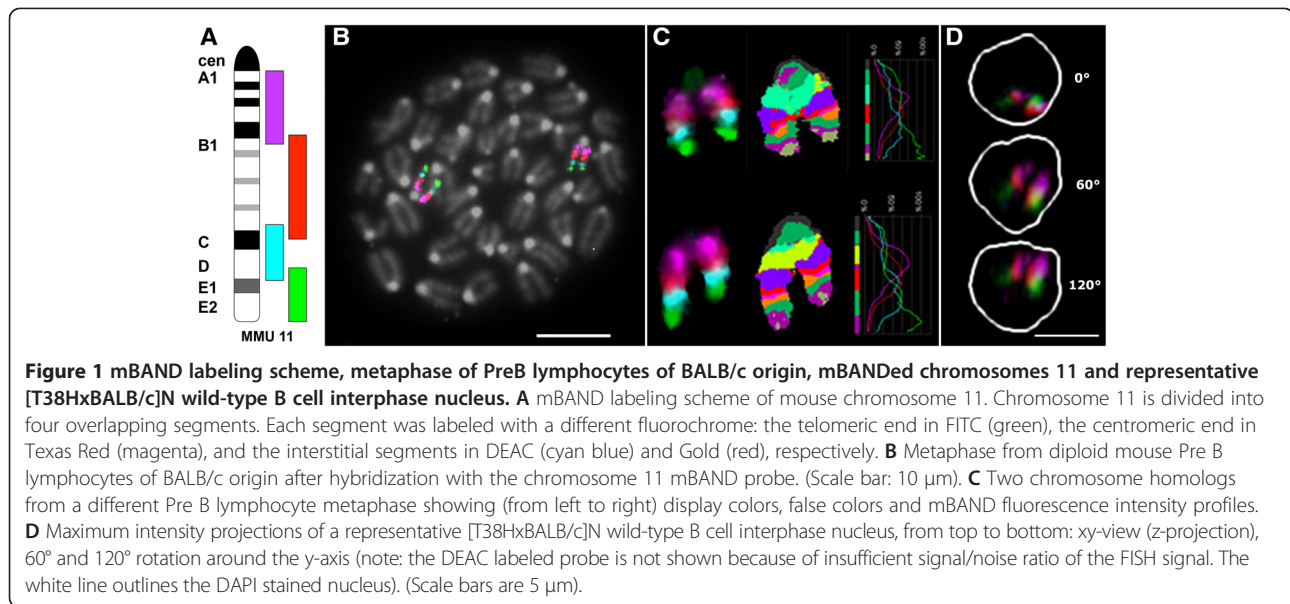 A
cen
A1
B1
C
D
E1
E2
MMU 11
B
C
0%
50%
100%
0%
50%
100%
D
0°
60°
120°
Figure 1 mBAND labeling scheme, metaphase of PreB lymphocytes of BALB/c origin, mBANDed chromosomes 11 and representative
[T38HxBALB/c]N wild-type B cell interphase nucleus. A mBAND labeling scheme of mouse chromosome 11. Chromosome 11 is divided into
four overlapping segments. Each segment was labeled with a different fluorochrome: the telomeric end in FITC (green), the centromeric end in
Texas Red (magenta), and the interstitial segments in DEAC (cyan blue) and Gold (red), respectively. B Metaphase from diploid mouse Pre B
lymphocytes of BALB/c origin after hybridization with the chromosome 11 mBAND probe. (Scale bar: 10 μm). C Two chromosome homologs
from a different Pre B lymphocyte metaphase showing (from left to right) display colors, false colors and mBAND fluorescence intensity profiles.
D Maximum intensity projections of a representative [T38HxBALB/c]N wild-type B cell interphase nucleus, from top to bottom: xy-view (z-projection),
60° and 120° rotation around the y-axis (note: the DEAC labeled probe is not shown because of insufficient signal/noise ratio of the FISH signal. The
white line outlines the DAPI stained nucleus). (Scale bars are 5 μm).